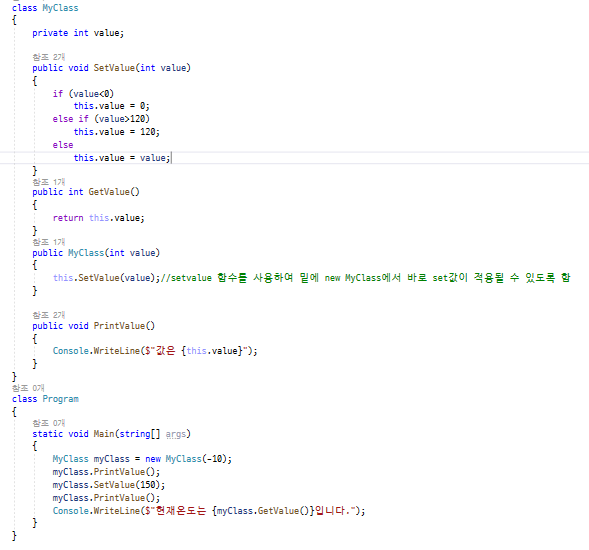 class MyClass
{
private int value;
참조 2개
public void SetValue(int value)
{
if (value<0)
this.value = 0;
else if (value>120)
this.value = 120;
else
this.value = value;
}
참조 1개
public int GetValue()
{
return this.value;
}
참조 1개
public MyClass(int value)
{
this.SetValue(value);//setvalue 함수를 사용하여 밑에 new MyClass에서 바로 set값이 적용될 수 있도록 함
}
참조 2개
public void PrintValue()
{
Console.WriteLine($"값은 {this.value}");
}
}
참조 0개
class Program
{
참조 0개
static void Main(string[] args)
{
MyClass myClass = new MyClass(-10);
myClass.PrintValue();
myClass.SetValue(150);
myClass.PrintValue();
Console.WriteLine($"현재온도는 {myClass.GetValue()}입니다.");
}
}